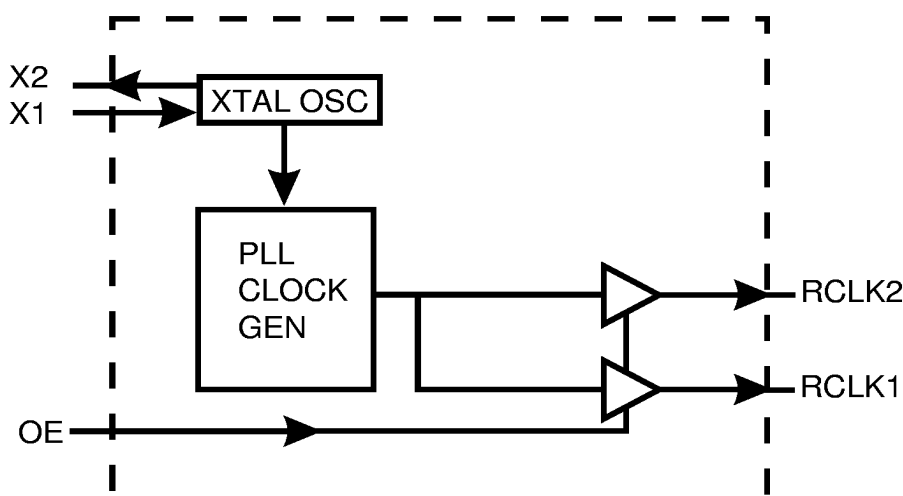 X2
X1
XTAL OSC
PLL
CLOCK
GEN
RCLK2
RCLK1
OE